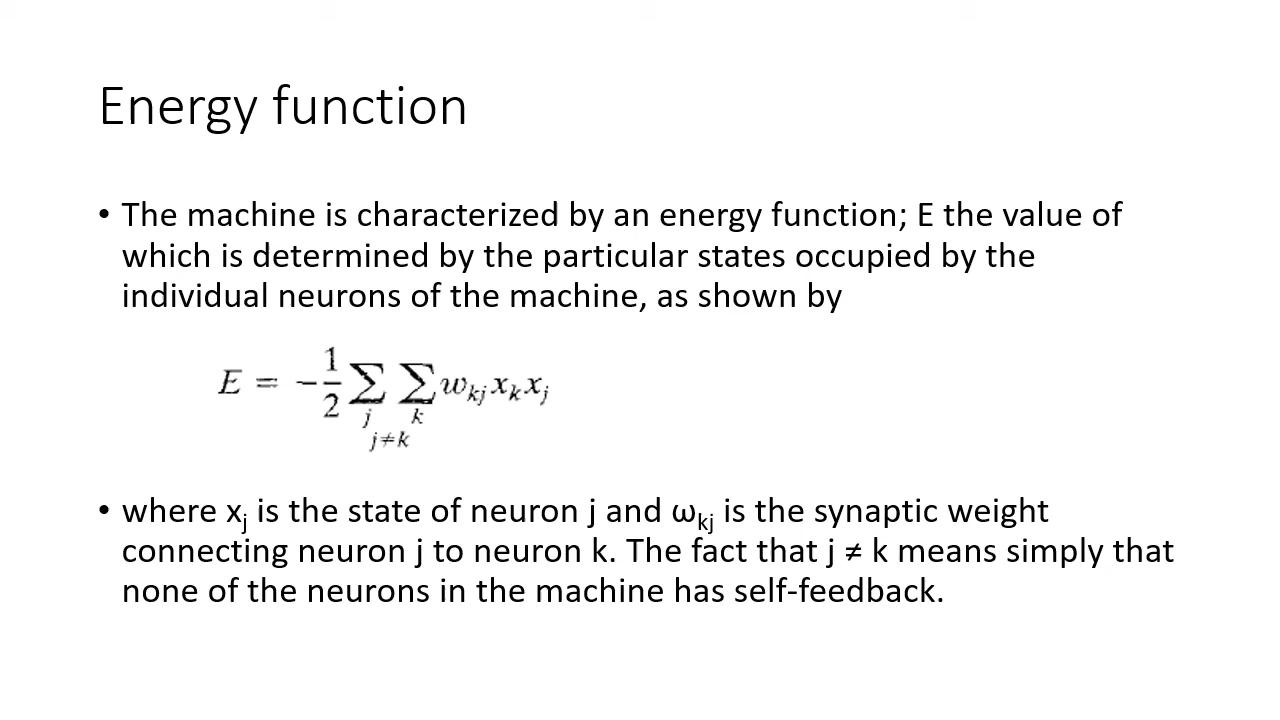 Energy function
• The machine is characterized by an energy function; E the value of
which is determined by the particular states occupied by the
individual neurons of the machine, as shown by
E = -1/2 ∑_j ∑_k w_kj x_k x_j
j≠k
• where x_j is the state of neuron j and ω_kj is the synaptic weight
connecting neuron j to neuron k. The fact that j ≠ k means simply that
none of the neurons in the machine has self-feedback.